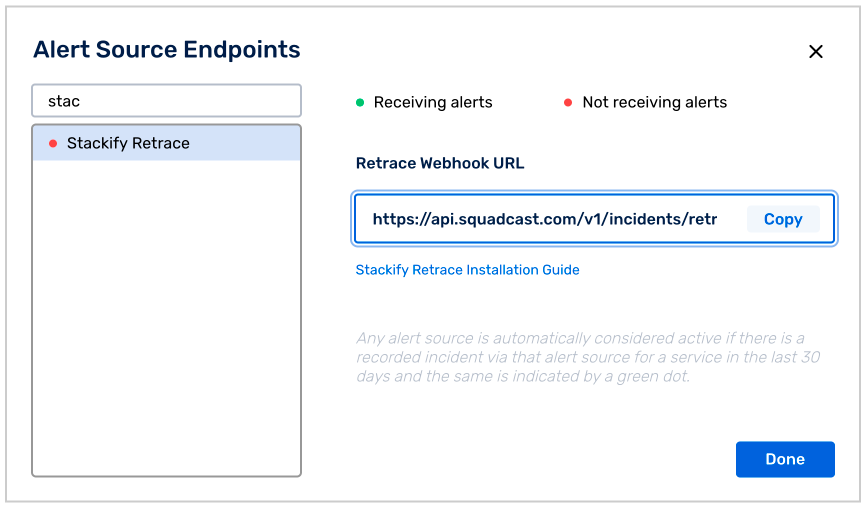 Alert Source Endpoints
stac
Receiving alerts
Not receiving alerts
Stackify Retrace
Retrace Webhook URL
https://api.squadcast.com/v1/incidents/retr
Copy
Stackify Retrace Installation Guide
Any alert source is automatically considered active if there is a
recorded incident via that alert source for a service in the last 30
days and the same is indicated by a green dot.
Done